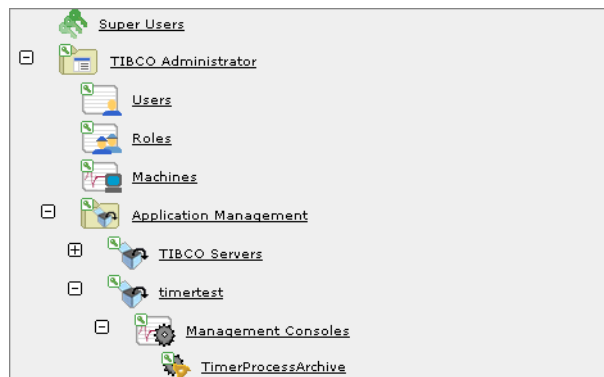 Super Users
TIBCO Administrator
Users
Roles
Machines
Application Management
TIBCO Servers
timertest
Management Consoles
TimerProcessArchive